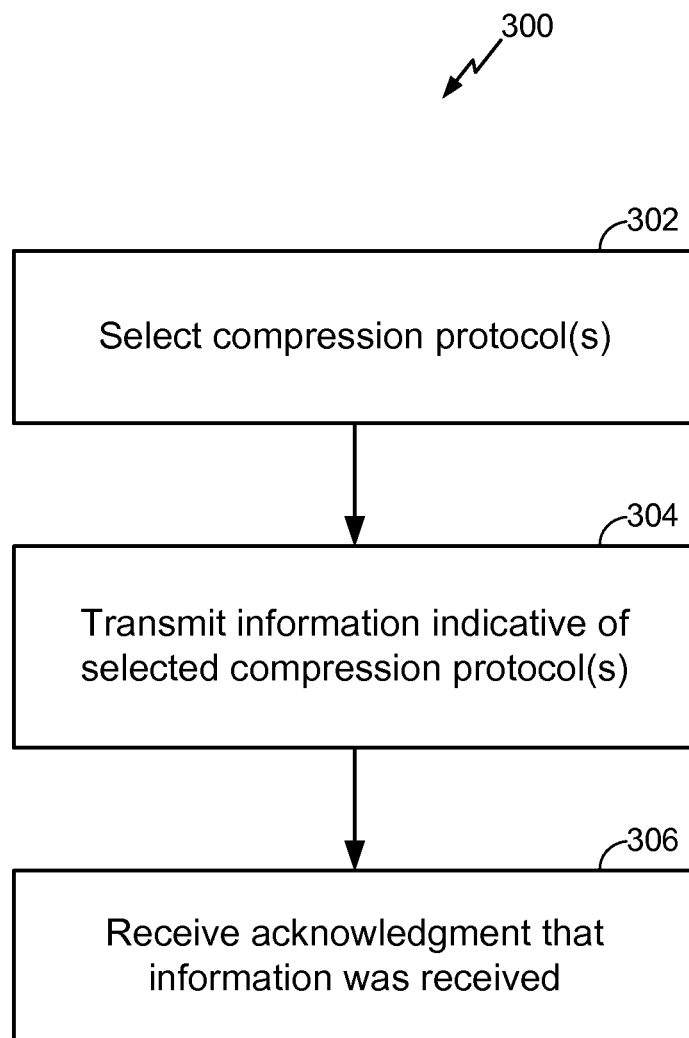 300
302
Select compression protocol(s)
304
Transmit information indicative of
selected compression protocol(s)
306
Receive acknowledgment that
information was received